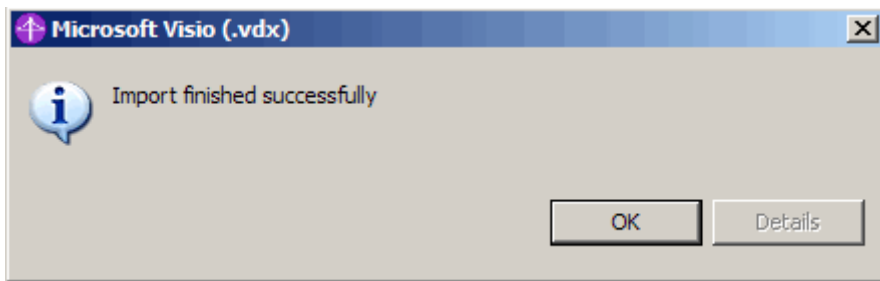 Microsoft Visio (.vdx)
Import finished successfully
OK
Details